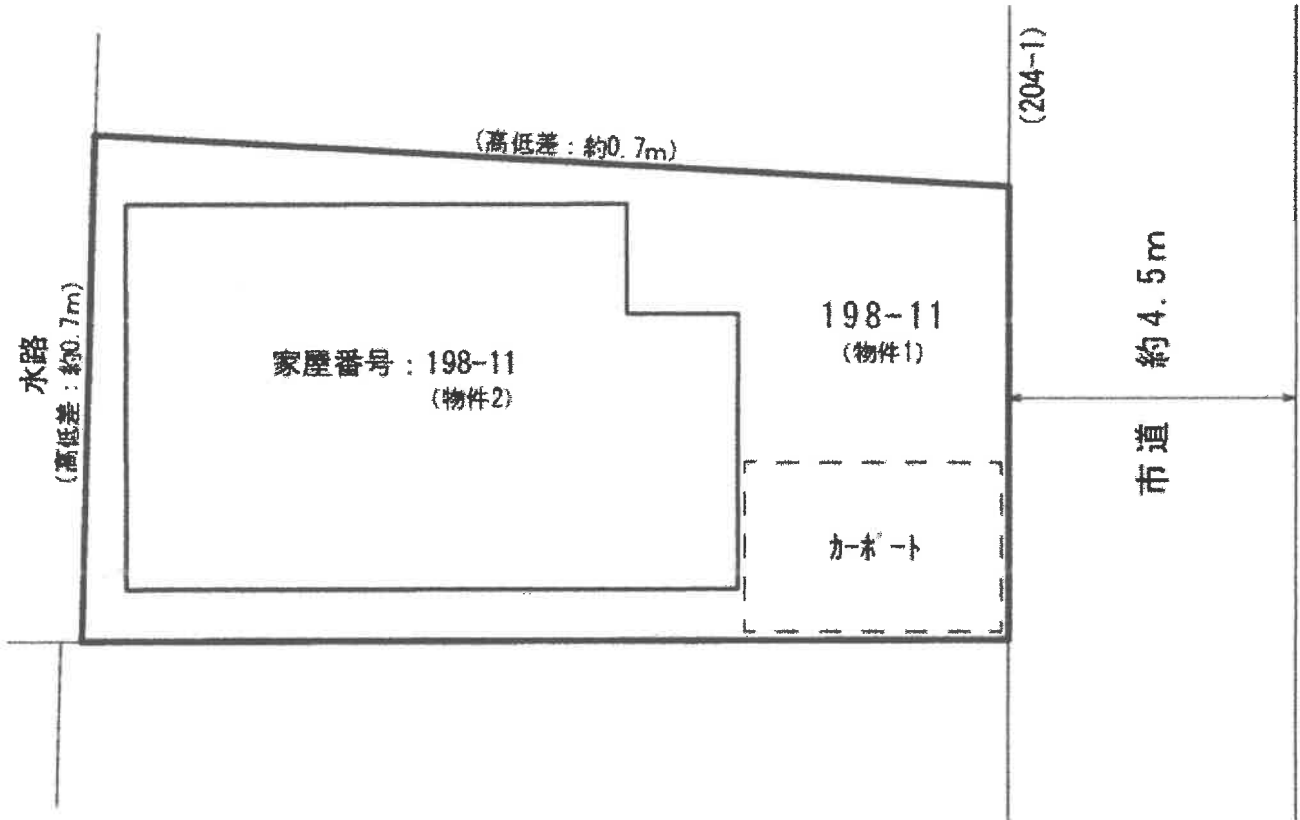 (204-1)
(高低差：約0.7m)
198-11
(物件1)
市道 約4.5m
水路
(高低差：約0.7m)
家屋番号：198-11
(物件2)
カーポート